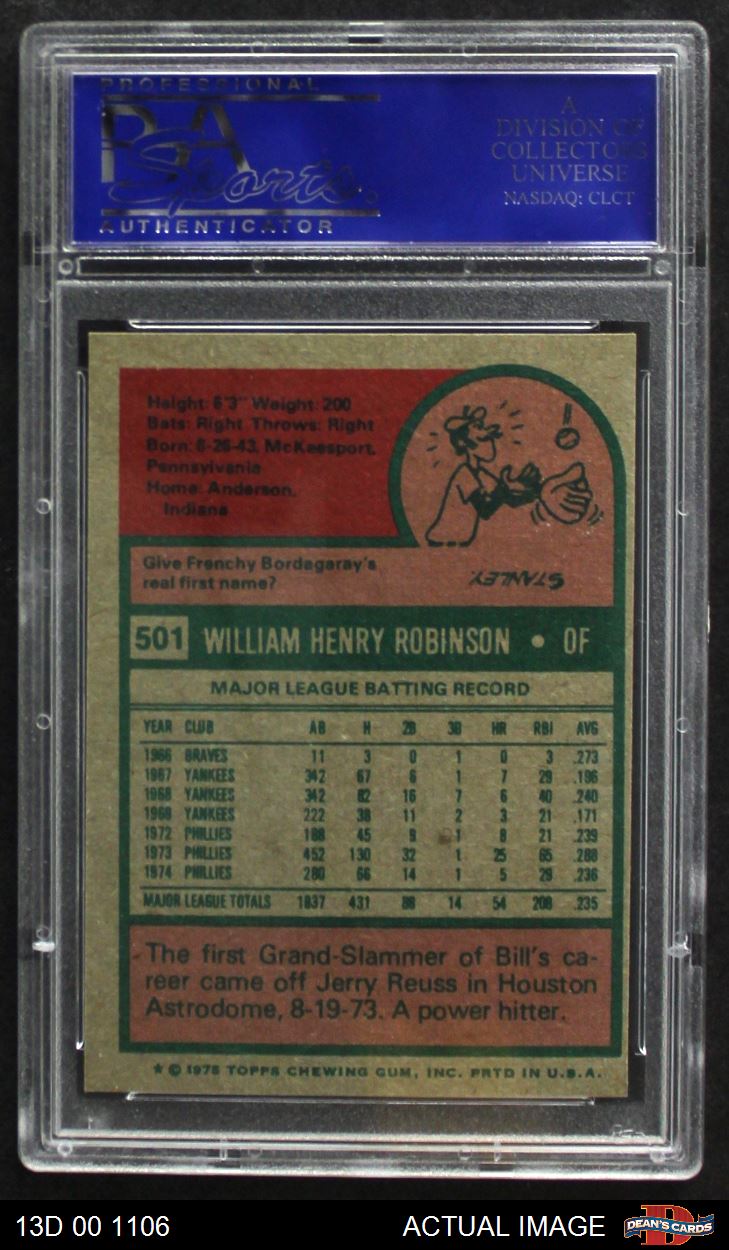 PROFESSIONAL
PSA
Sports.
AUTHENTICATOR
A
DIVISION OF
COLLECTORS
UNIVERSE
NASDAQ: CLCT
Height: 6'3" Weight: 200
Bats: Right Throws: Right
Born: 6-26-43, McKeesport,
Pennsylvania
Home: Anderson,
Indiana
Give Frenchy Bordagaray's
real first name?
STANLEY.
501 WILLIAM HENRY ROBINSON • OF
MAJOR LEAGUE BATTING RECORD
YEAR CLUB AB H 2B 3B HR RBI AVG
1966 BRAVES 11 3 0 1 0 3 .273
1967 YANKEES 342 67 6 1 7 29 .196
1968 YANKEES 342 82 16 7 6 40 .240
1969 YANKEES 222 38 11 2 3 21 .171
1972 PHILLIES 188 45 9 1 8 21 .239
1973 PHILLIES 452 130 32 1 25 65 .288
1974 PHILLIES 280 66 14 1 5 29 .236
MAJOR LEAGUE TOTALS 1837 431 88 14 54 208 .235
The first Grand-Slammer of Bill's ca-
reer came off Jerry Reuss in Houston
Astrodome, 8-19-73. A power hitter.
★ © 1975 TOPPS CHEWING GUM, INC. PRTD IN U.S.A.
13D 00 1106 ACTUAL IMAGE DEAN'S CARDS